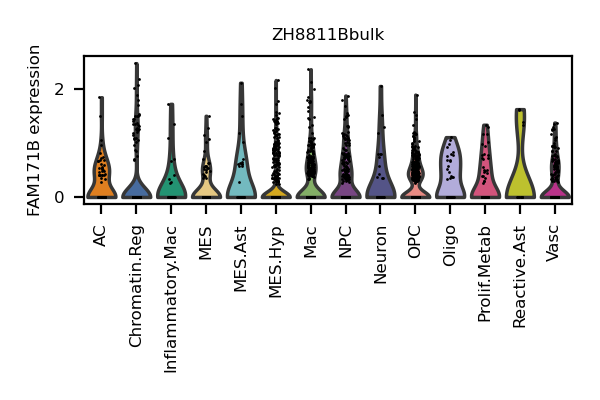 ZH8811Bbulk
FAM171B expression
2
0
AC
Chromatin.Reg
Inflammatory.Mac
MES
MES.Ast
MES.Hyp
Mac
NPC
Neuron
OPC
Oligo
Prolif.Metab
Reactive.Ast
Vasc